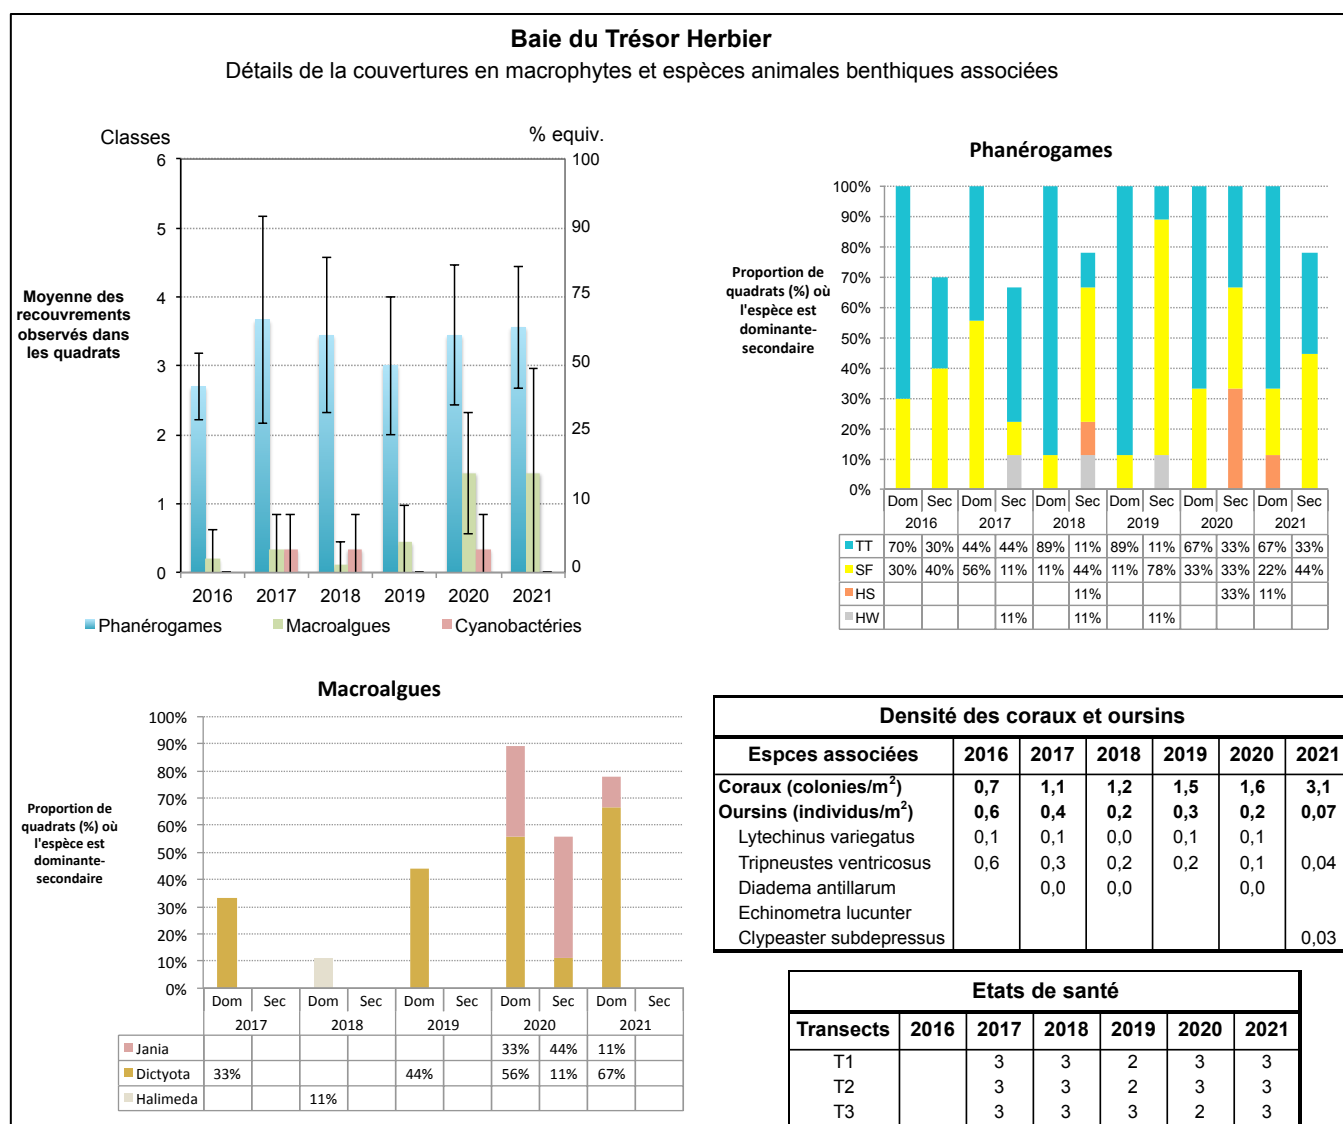 Baie du Trésor Herbier
Détails de la couvertures en macrophytes et espèces animales benthiques associées
Classes
% equiv.
6
5
4
3
2
1
0
100
90
75
50
25
10
0
Moyenne des
recouvrements
observés dans
les quadrats
2016 2017 2018 2019 2020 2021
Phanérogames Macroalgues Cyanobactéries
Phanérogames
100%
90%
80%
70%
60%
50%
40%
30%
20%
10%
0%
Proportion de
quadrats (%) où
l'espèce est
dominante-
secondaire
Dom Sec Dom Sec Dom Sec Dom Sec Dom Sec Dom Sec
2016 2017 2018 2019 2020 2021
TT 70% 30% 44% 44% 89% 11% 89% 11% 67% 33% 67% 33%
SF 30% 40% 56% 11% 11% 44% 11% 78% 33% 33% 22% 44%
HS 11% 33% 11%
HW 11% 11% 11%
Macroalgues
100%
90%
80%
70%
60%
50%
40%
30%
20%
10%
0%
Proportion de
quadrats (%) où
l'espèce est
dominante-
secondaire
Dom Sec Dom Sec Dom Sec Dom Sec Dom Sec
2017 2018 2019 2020 2021
Jania 33% 44% 11%
Dictyota 33% 44% 56% 11% 67%
Halimeda 11%
Densité des coraux et oursins
Espces associées 2016 2017 2018 2019 2020 2021
Coraux (colonies/m²) 0,7 1,1 1,2 1,5 1,6 3,1
Oursins (individus/m²) 0,6 0,4 0,2 0,3 0,2 0,07
Lytechinus variegatus 0,1 0,1 0,0 0,1 0,1
Tripneustes ventricosus 0,6 0,3 0,2 0,2 0,1 0,04
Diadema antillarum 0,0 0,0 0,0
Echinometra lucunter
Clypeaster subdepressus 0,03
Etats de santé
Transects 2016 2017 2018 2019 2020 2021
T1 3 3 2 3 3
T2 3 3 2 3 3
T3 3 3 3 2 3